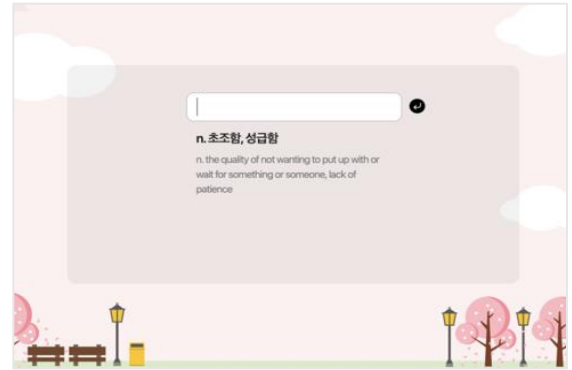 n. 초조함, 성급함
n. the quality of not wanting to put up with or
wait for something or someone, lack of
patience